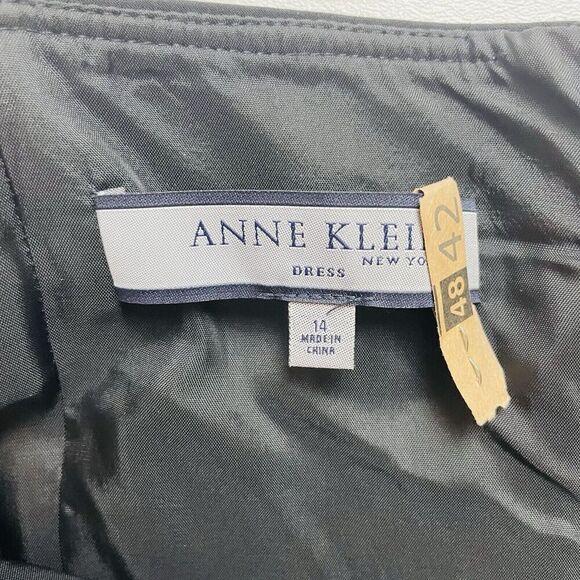 ANNE KLEI
NEW YO
DRESS
14
MADE IN
CHINA
48 42